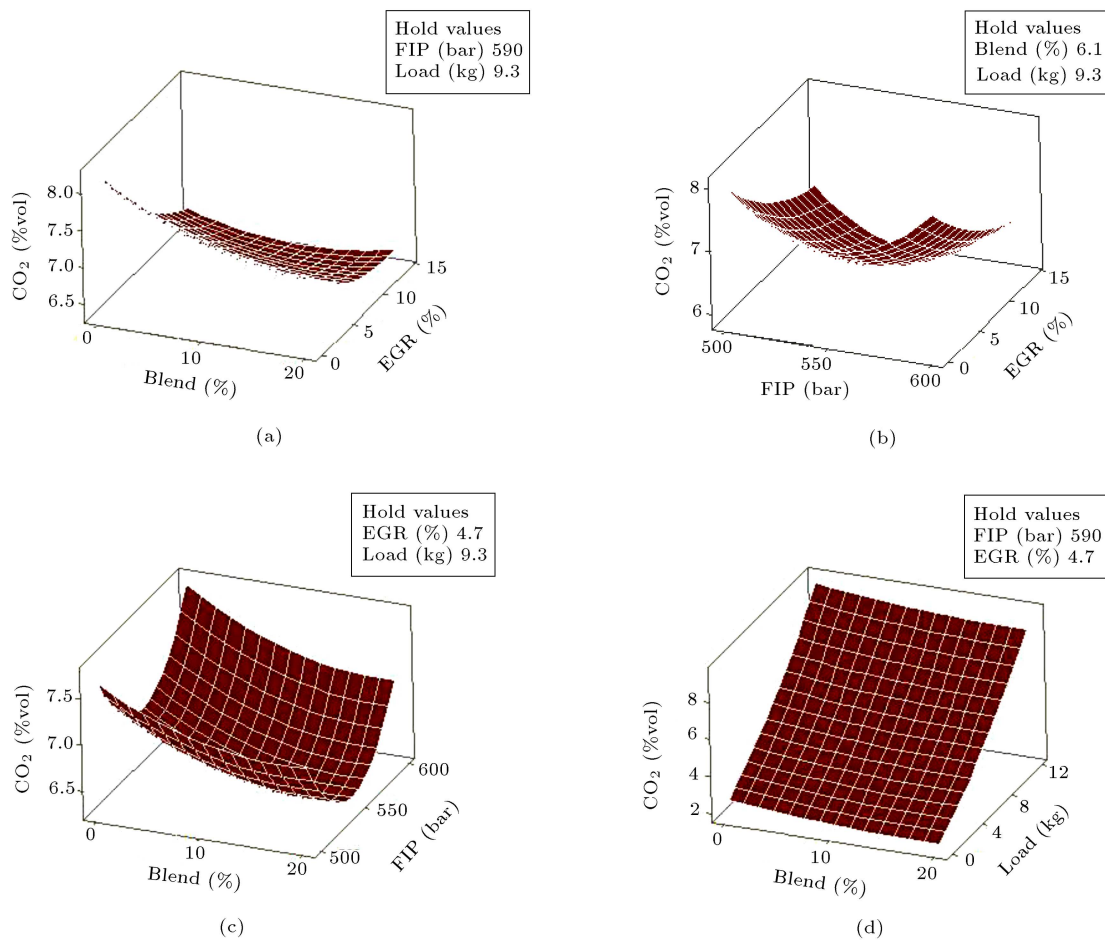 Hold values
FIP (bar) 590
Load (kg) 9.3
CO₂ (%vol)
8.0
7.5
7.0
6.5
0
10
20
Blend (%)
0
5
10
15
EGR (%)
(a)
Hold values
Blend (%) 6.1
Load (kg) 9.3
CO₂ (%vol)
8
7
6
500
550
600
FIP (bar)
0
5
10
15
EGR (%)
(b)
Hold values
EGR (%) 4.7
Load (kg) 9.3
CO₂ (%vol)
7.5
7.0
6.5
0
10
20
Blend (%)
500
550
600
FIP (bar)
(c)
Hold values
FIP (bar) 590
EGR (%) 4.7
CO₂ (%vol)
8
6
4
2
0
10
20
Blend (%)
0
4
8
12
Load (kg)
(d)